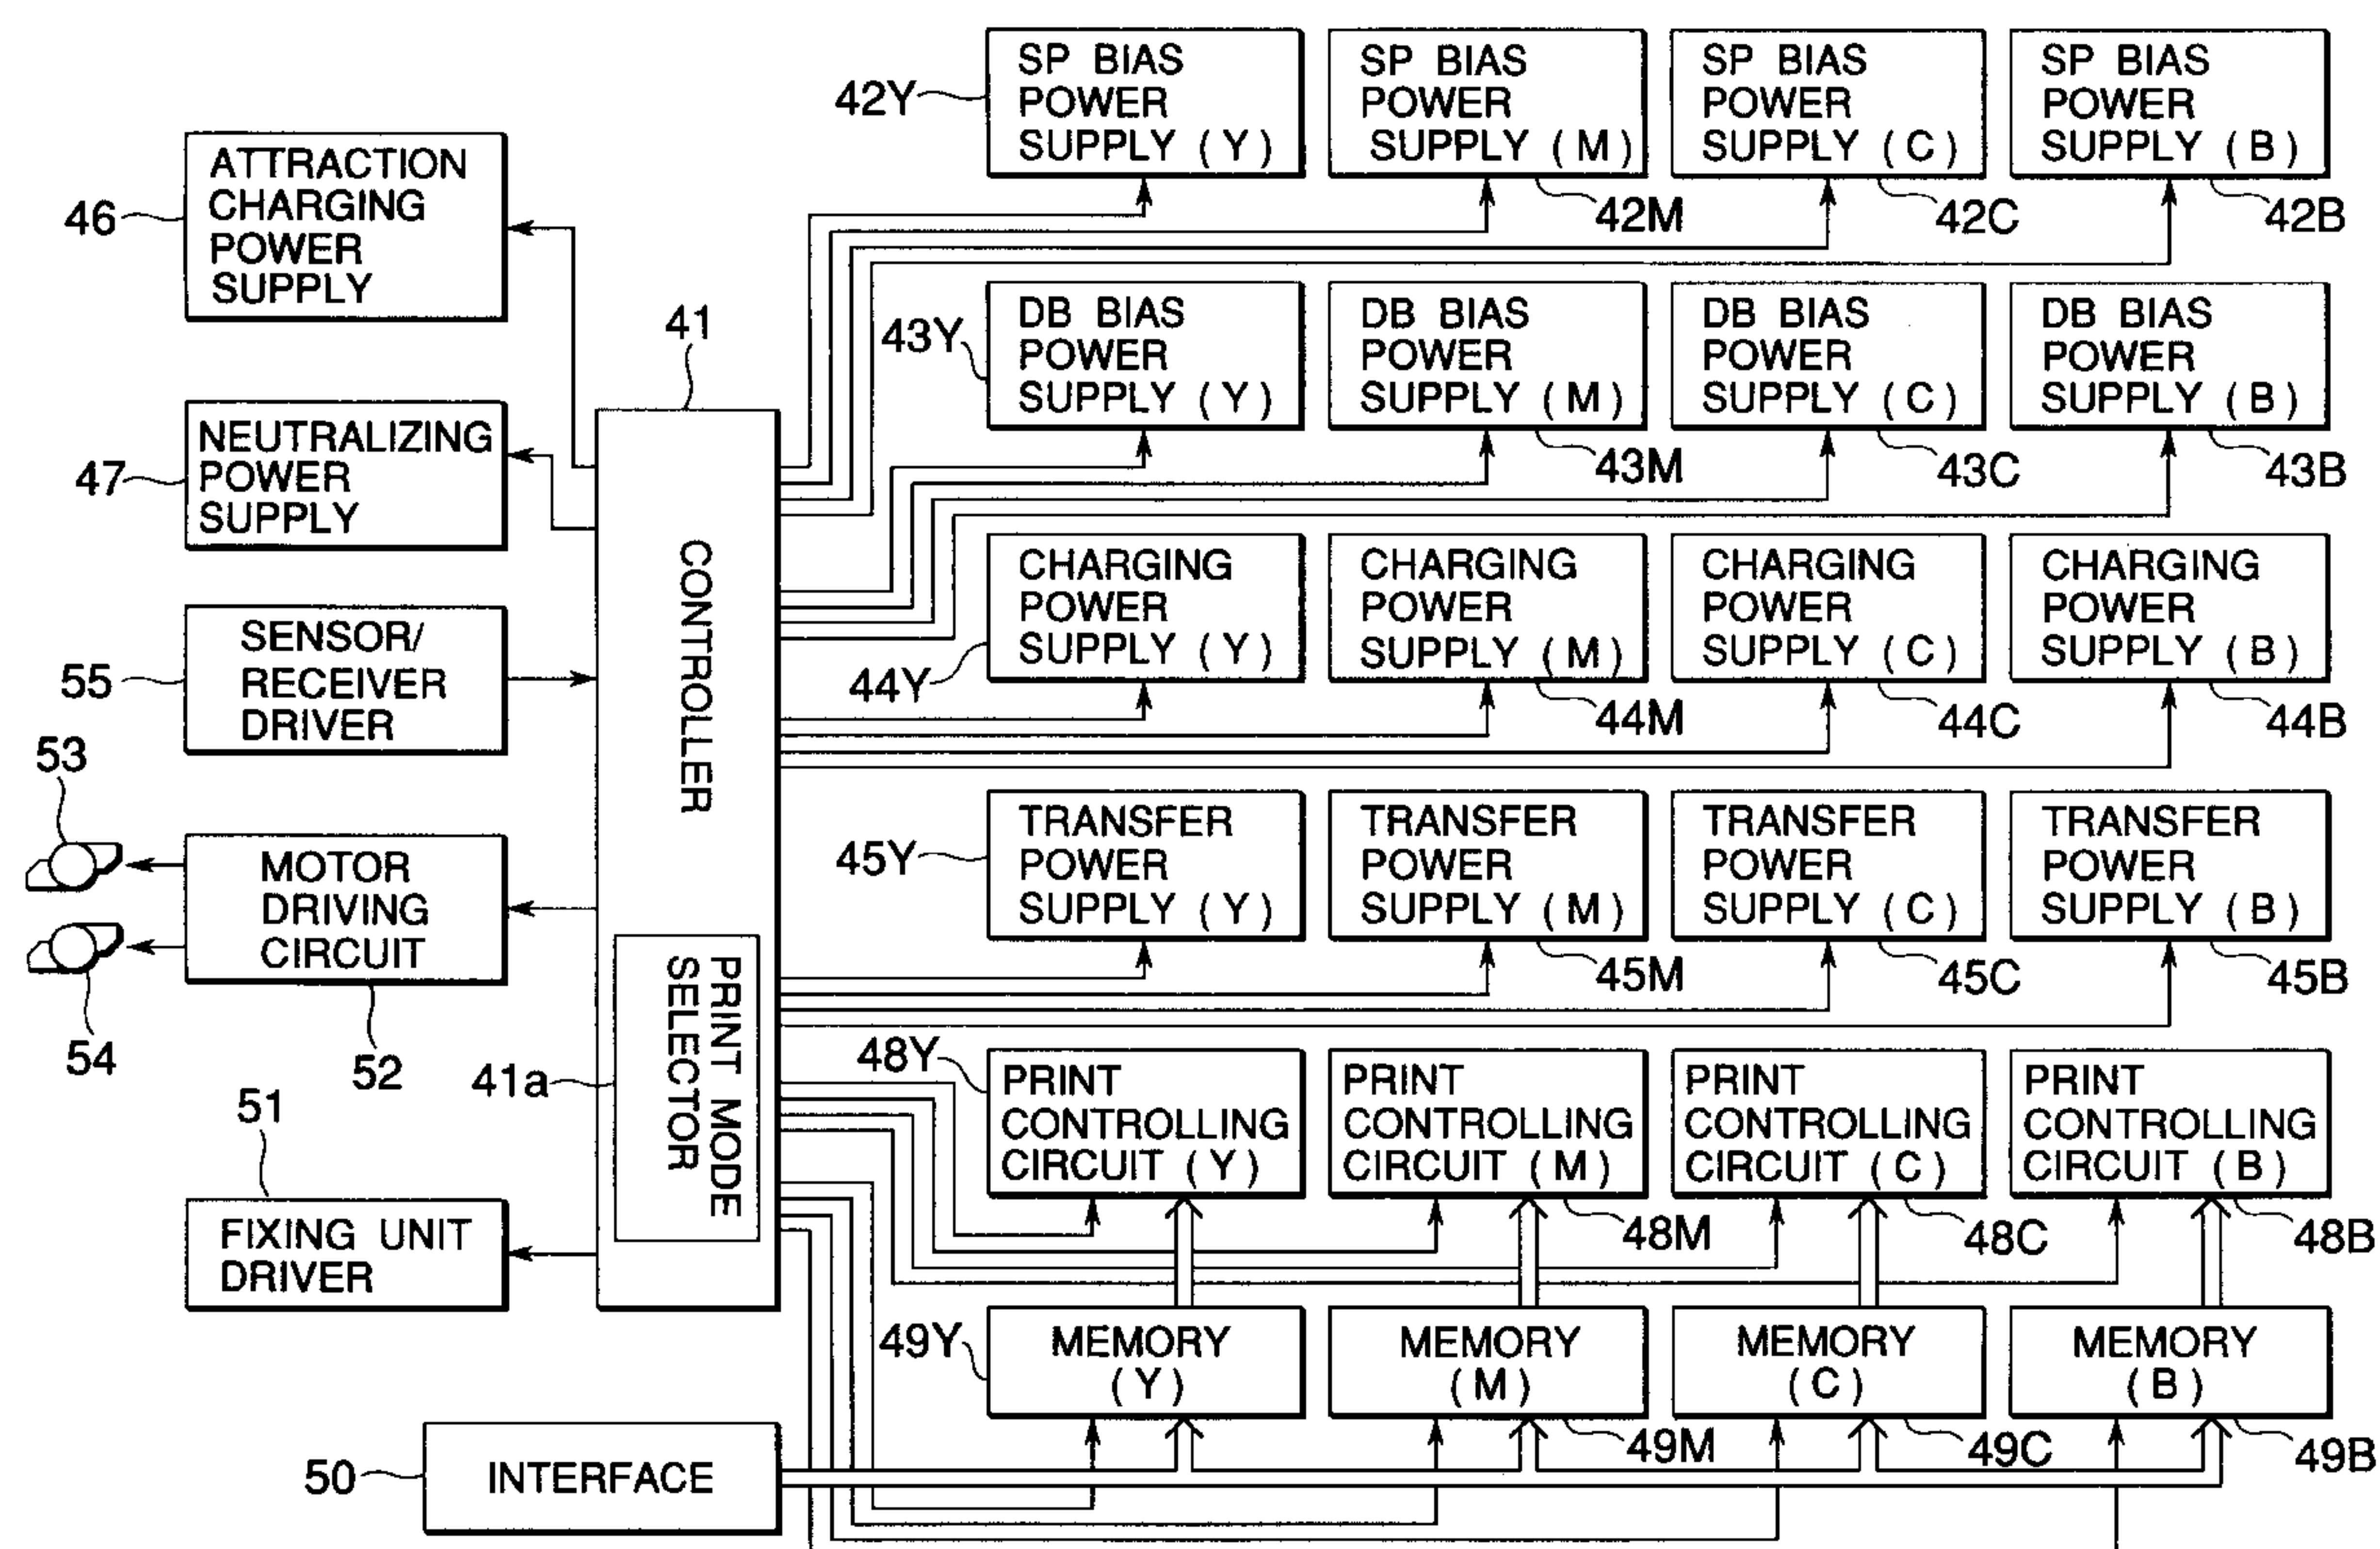 42Y
SP BIAS
POWER
SUPPLY (Y)
SP BIAS
POWER
SUPPLY (M)
42M
SP BIAS
POWER
SUPPLY (C)
42C
SP BIAS
POWER
SUPPLY (B)
42B
46
ATTRACTION
CHARGING
POWER
SUPPLY
43Y
DB BIAS
POWER
SUPPLY (Y)
DB BIAS
POWER
SUPPLY (M)
43M
DB BIAS
POWER
SUPPLY (C)
43C
DB BIAS
POWER
SUPPLY (B)
43B
41
CONTROLLER
47
NEUTRALIZING
POWER
SUPPLY
44Y
CHARGING
POWER
SUPPLY (Y)
CHARGING
POWER
SUPPLY (M)
44M
CHARGING
POWER
SUPPLY (C)
44C
CHARGING
POWER
SUPPLY (B)
44B
55
SENSOR/
RECEIVER
DRIVER
53
54
MOTOR
DRIVING
CIRCUIT
52
45Y
TRANSFER
POWER
SUPPLY (Y)
TRANSFER
POWER
SUPPLY (M)
45M
TRANSFER
POWER
SUPPLY (C)
45C
TRANSFER
POWER
SUPPLY (B)
45B
41a
PRINT MODE
SELECTOR
48Y
PRINT
CONTROLLING
CIRCUIT (Y)
PRINT
CONTROLLING
CIRCUIT (M)
48M
PRINT
CONTROLLING
CIRCUIT (C)
48C
PRINT
CONTROLLING
CIRCUIT (B)
48B
51
FIXING UNIT
DRIVER
49Y
MEMORY
(Y)
MEMORY
(M)
49M
MEMORY
(C)
49C
MEMORY
(B)
49B
50
INTERFACE